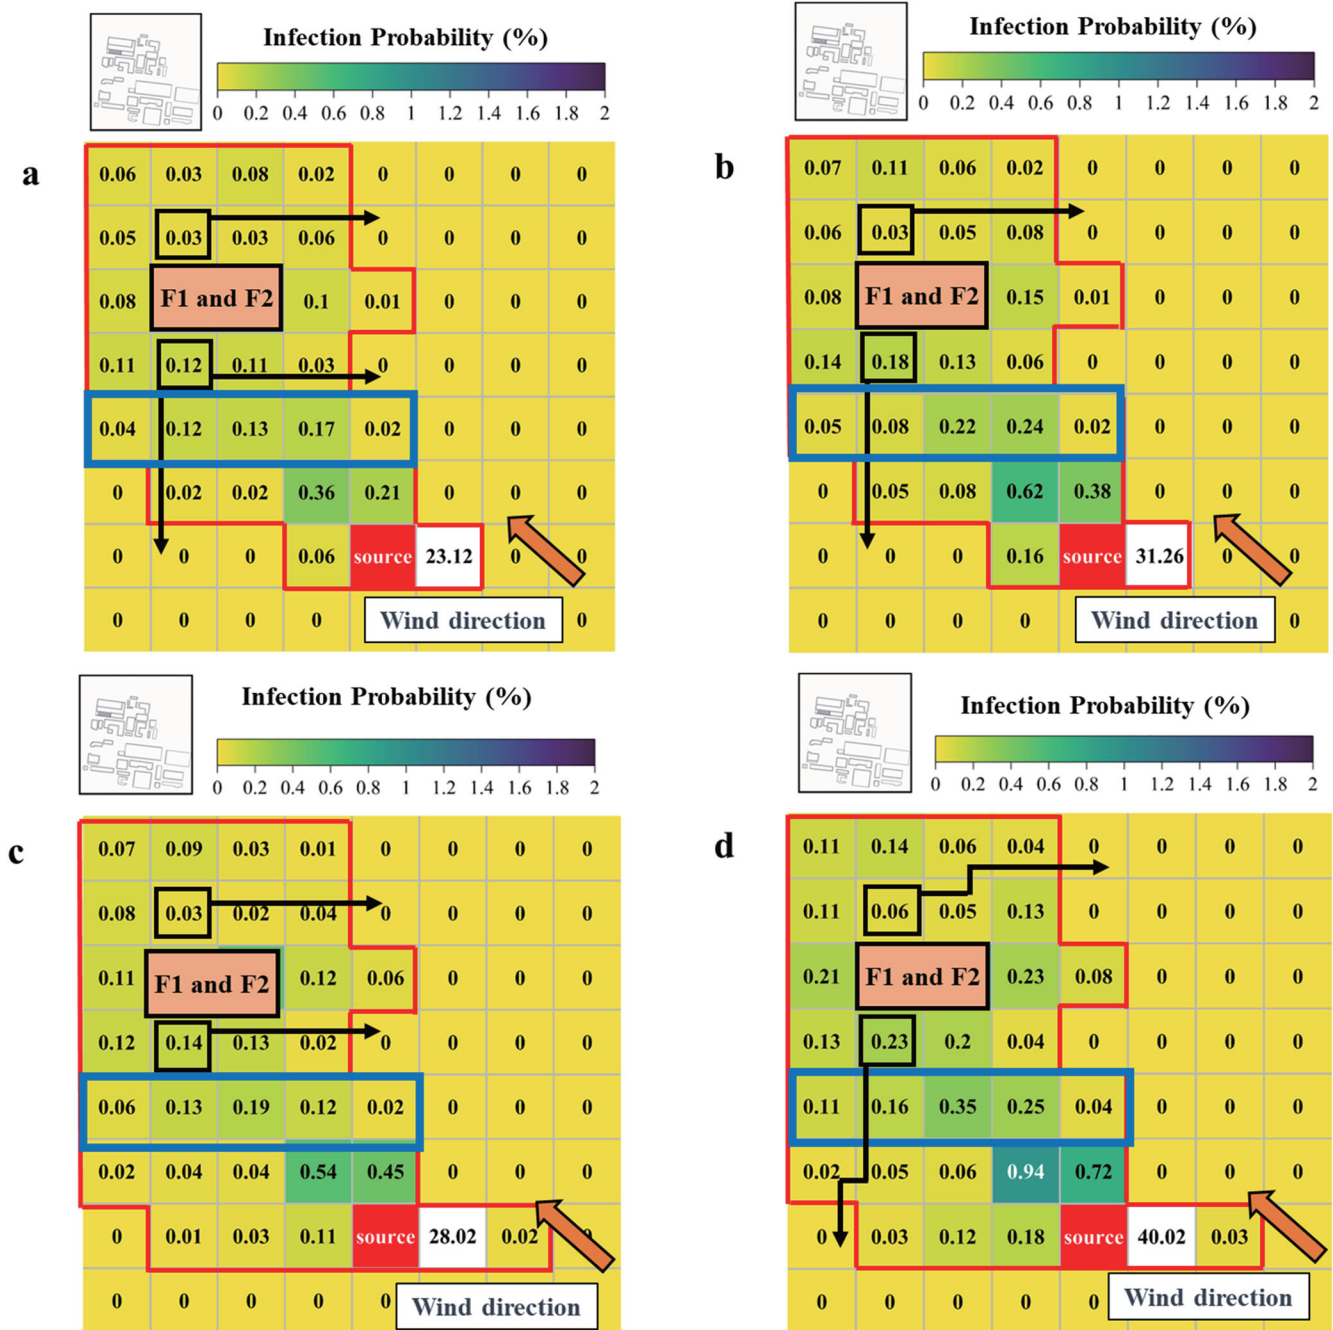 a
Infection Probability (%)
0 0.2 0.4 0.6 0.8 1 1.2 1.4 1.6 1.8 2
0.06 0.03 0.08 0.02 0 0 0 0
0.05 0.03 0.03 0.06 0 0 0 0
0.08 F1 and F2 0.1 0.01 0 0 0
0.11 0.12 0.11 0.03 0 0 0 0
0.04 0.12 0.13 0.17 0.02 0 0 0
0 0.02 0.02 0.36 0.21 0 0 0
0 0 0 0.06 source 23.12 0 0
0 0 0 0 Wind direction 0
b
Infection Probability (%)
0 0.2 0.4 0.6 0.8 1 1.2 1.4 1.6 1.8 2
0.07 0.11 0.06 0.02 0 0 0 0
0.06 0.03 0.05 0.08 0 0 0 0
0.08 F1 and F2 0.15 0.01 0 0 0
0.14 0.18 0.13 0.06 0 0 0 0
0.05 0.08 0.22 0.24 0.02 0 0 0
0 0.05 0.08 0.62 0.38 0 0 0
0 0 0 0.16 source 31.26 0 0
0 0 0 0 Wind direction 0
c
Infection Probability (%)
0 0.2 0.4 0.6 0.8 1 1.2 1.4 1.6 1.8 2
0.07 0.09 0.03 0.01 0 0 0 0
0.08 0.03 0.02 0.04 0 0 0 0
0.11 F1 and F2 0.12 0.06 0 0 0
0.12 0.14 0.13 0.02 0 0 0 0
0.06 0.13 0.19 0.12 0.02 0 0 0
0.02 0.04 0.04 0.54 0.45 0 0 0
0 0.01 0.03 0.11 source 28.02 0.02 0
0 0 0 0 0 Wind direction
d
Infection Probability (%)
0 0.2 0.4 0.6 0.8 1 1.2 1.4 1.6 1.8 2
0.11 0.14 0.06 0.04 0 0 0 0
0.11 0.06 0.05 0.13 0 0 0 0
0.21 F1 and F2 0.23 0.08 0 0 0
0.13 0.23 0.2 0.04 0 0 0 0
0.11 0.16 0.35 0.25 0.04 0 0 0
0.02 0.05 0.06 0.94 0.72 0 0 0
0 0.03 0.12 0.18 source 40.02 0.03
0 0 0 0 0 Wind direction